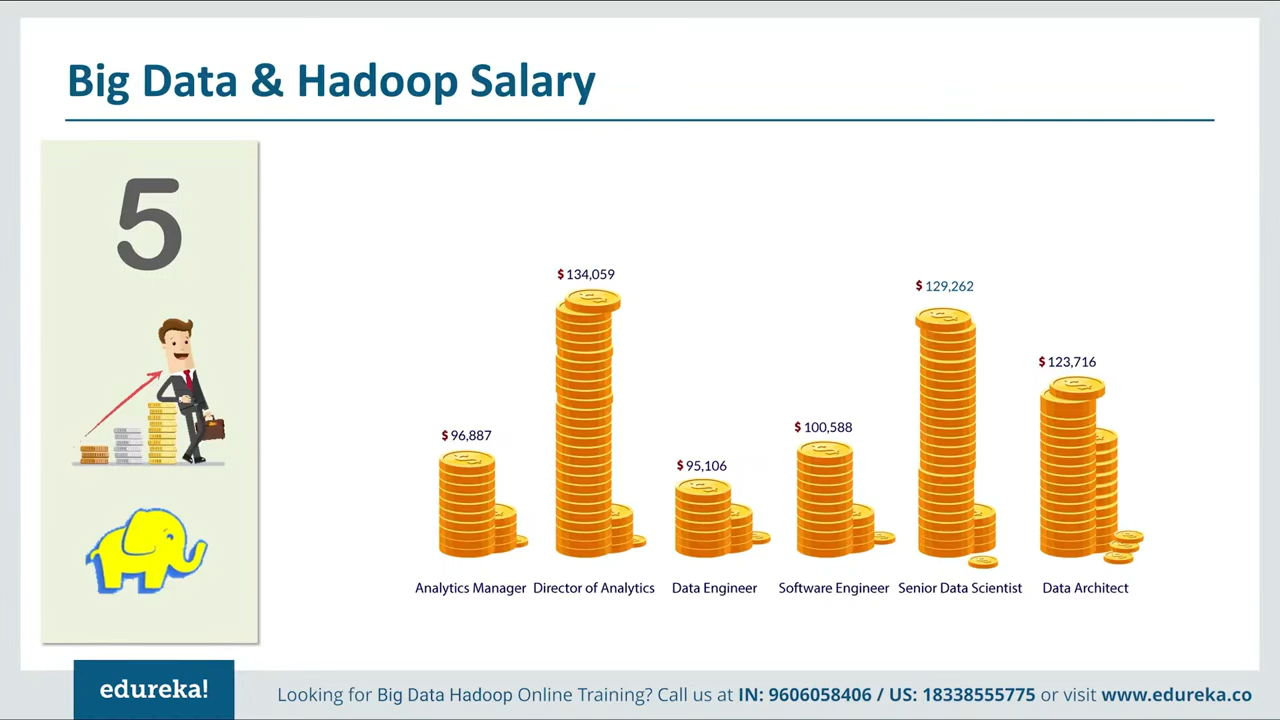 Big Data & Hadoop Salary
5
$ 96,887
$ 134,059
$ 95,106
$ 100,588
$ 129,262
$ 123,716
Analytics Manager
Director of Analytics
Data Engineer
Software Engineer
Senior Data Scientist
Data Architect
edureka!
Looking for Big Data Hadoop Online Training? Call us at IN: 9606058406 / US: 18338555775 or visit www.edureka.co